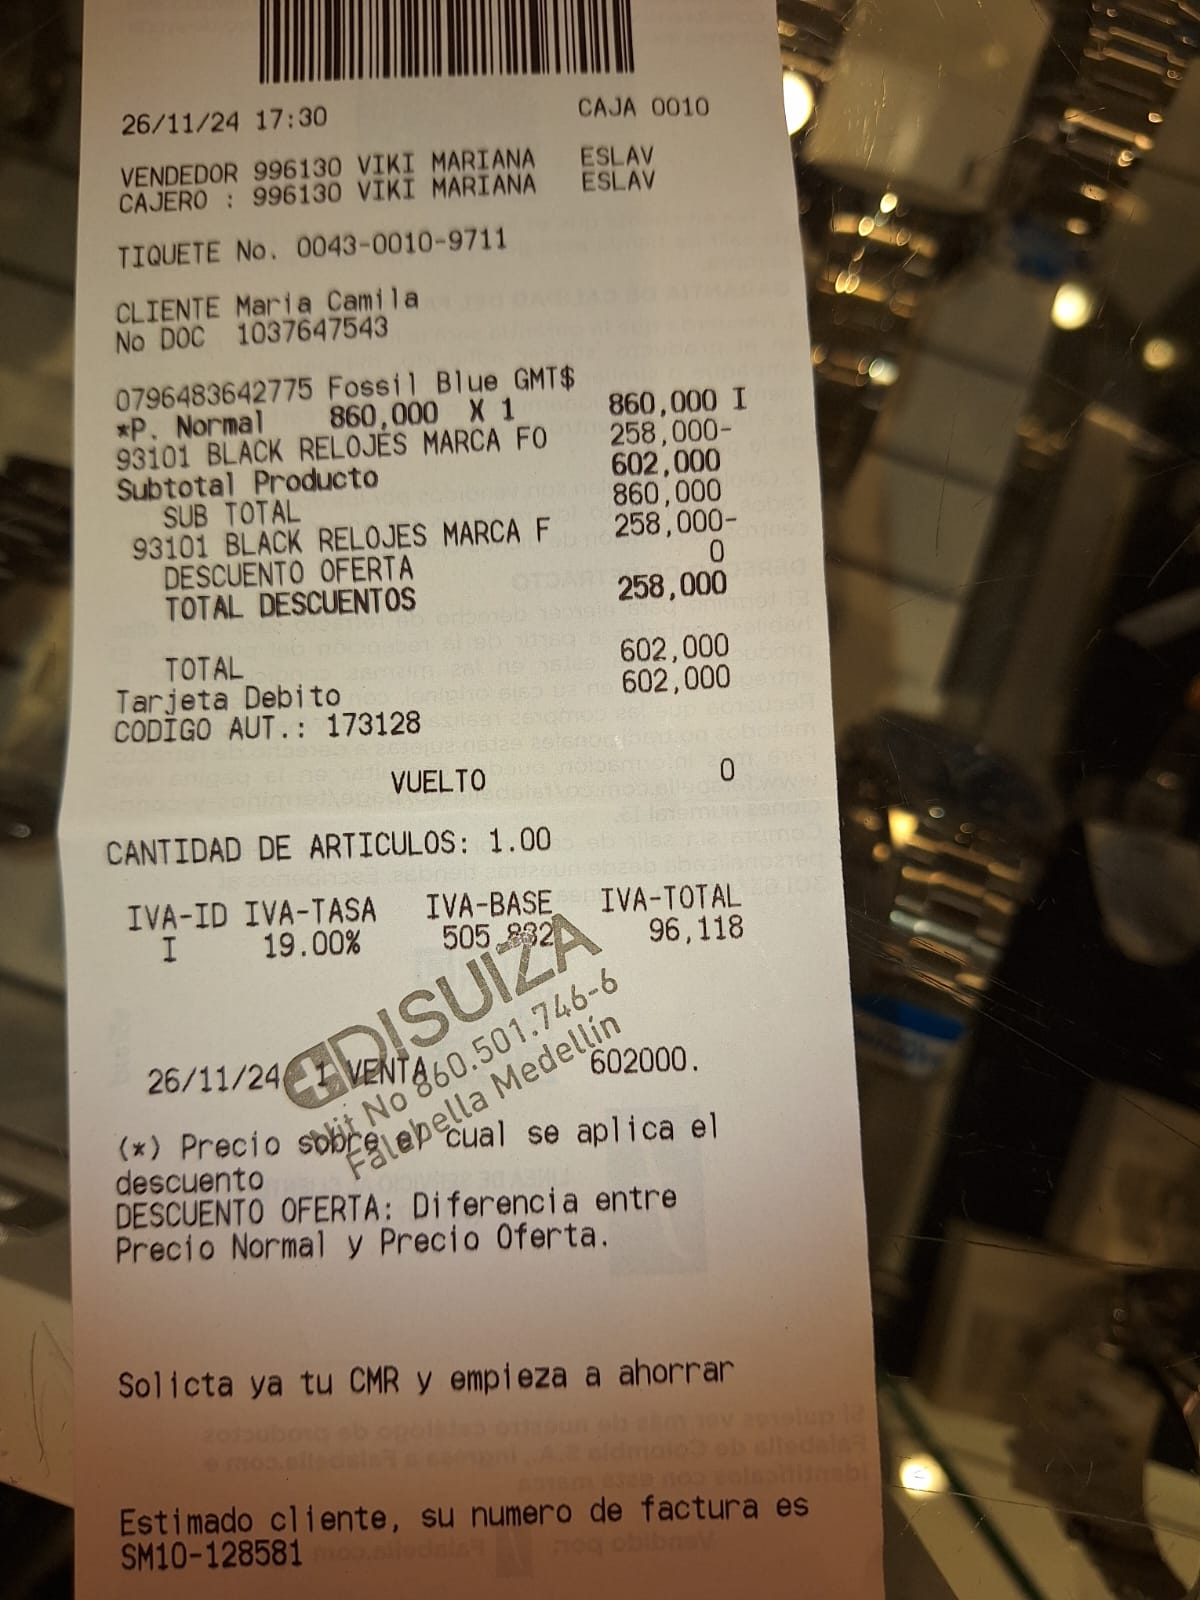 26/11/24 17:30 CAJA 0010
VENDEDOR 996130 VIKI MARIANA ESLAV
CAJERO : 996130 VIKI MARIANA ESLAV
TIQUETE No. 0043-0010-9711
CLIENTE Maria Camila
No DOC 1037647543
0796483642775 Fossil Blue GMT$
*P. Normal 860,000 X 1 860,000 I
93101 BLACK RELOJES MARCA FO 258,000-
Subtotal Producto 602,000
SUB TOTAL 860,000
93101 BLACK RELOJES MARCA F 258,000-
DESCUENTO OFERTA 0
TOTAL DESCUENTOS 258,000
TOTAL 602,000
Tarjeta Debito 602,000
CODIGO AUT.: 173128
VUELTO 0
CANTIDAD DE ARTICULOS: 1.00
IVA-ID IVA-TASA IVA-BASE IVA-TOTAL
I 19.00% 505,882 96,118
DISUIZA
Nit No 860.501.746-6
Falabella Medellín
26/11/24 1 VENTA 602000.
(*) Precio sobre el cual se aplica el
descuento
DESCUENTO OFERTA: Diferencia entre
Precio Normal y Precio Oferta.
Solicta ya tu CMR y empieza a ahorrar
Estimado cliente, su numero de factura es
SM10-128581